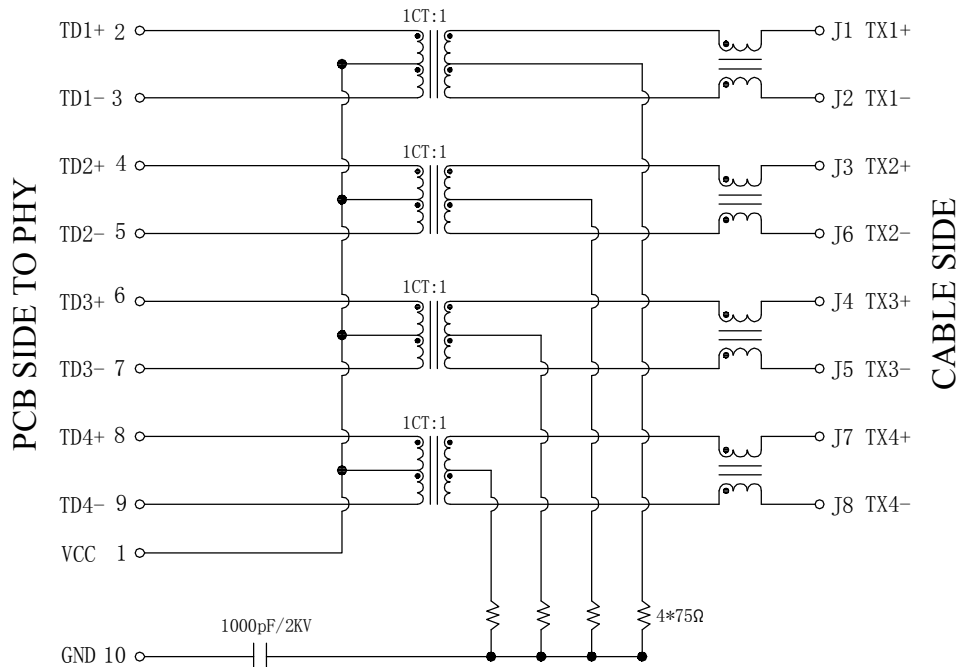 1CT:1
TD1+ 2
J1 TX1+
TD1- 3
J2 TX1-
1CT:1
TD2+ 4
J3 TX2+
TD2- 5
J6 TX2-
1CT:1
TD3+ 6
J4 TX3+
TD3- 7
J5 TX3-
1CT:1
TD4+ 8
J7 TX4+
TD4- 9
J8 TX4-
VCC 1
4*75Ω
1000pF/2KV
GND 10
PCB SIDE TO PHY
CABLE SIDE